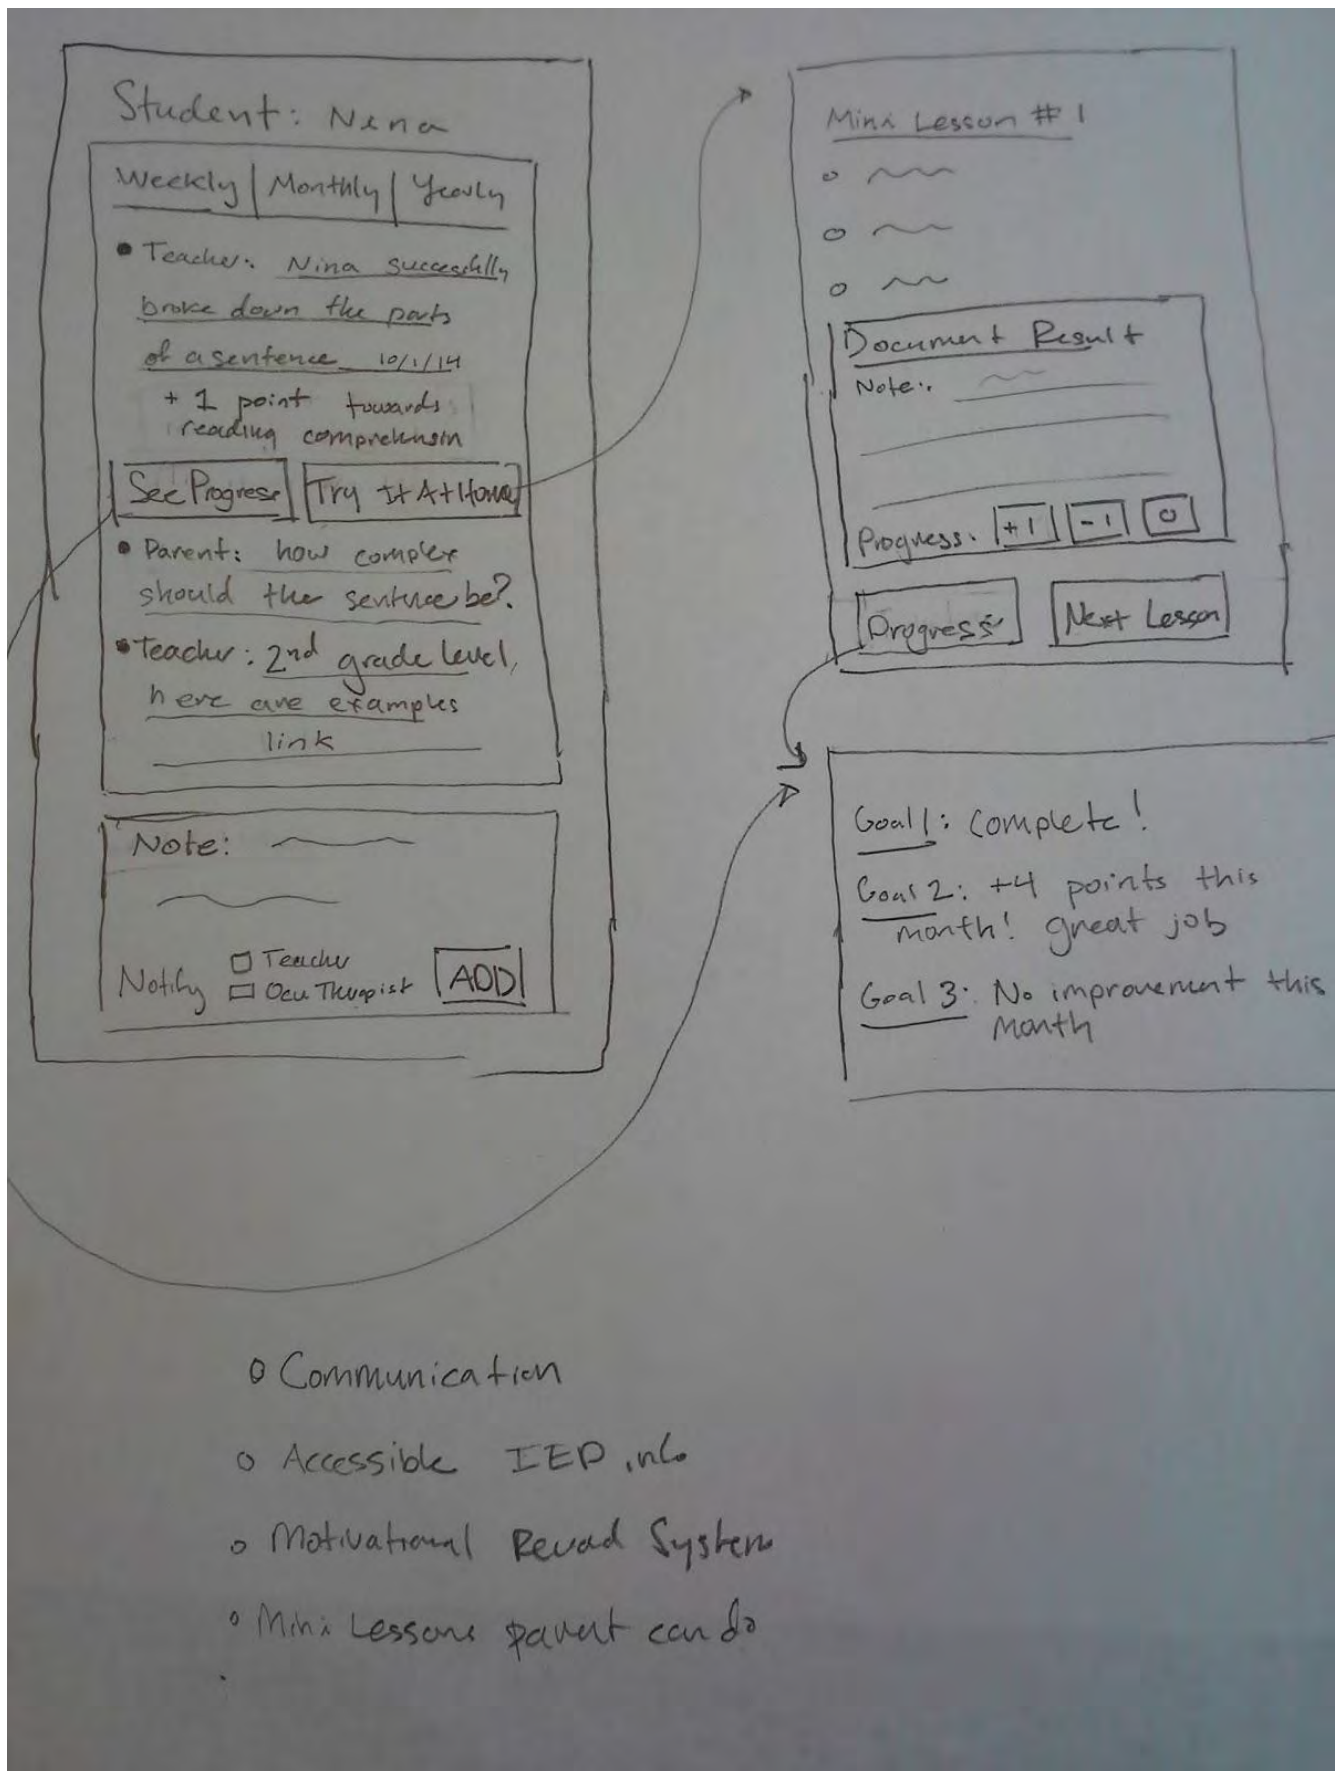 Student: Nina
Weekly | Monthly | Yearly
• Teacher: Nina successfully
broke down the parts
of a sentence 10/1/14
+ 1 point towards
reading comprehension
See Progress
Try It At Home
• Parent: how complex
should the sentence be?
• Teacher: 2nd grade level,
here are examples
link
Note:
Notify
Teacher
Occu Therapist
ADD
Mini Lesson #1
Document Result
Note:
Progress: +1 -1 0
Progress
Next Lesson
Goal 1: Complete!
Goal 2: +4 points this
month! great job
Goal 3: No improvement this
month
o Communication
o Accessible IEP info
o Motivational Reward System
o Mini Lessons parent can do